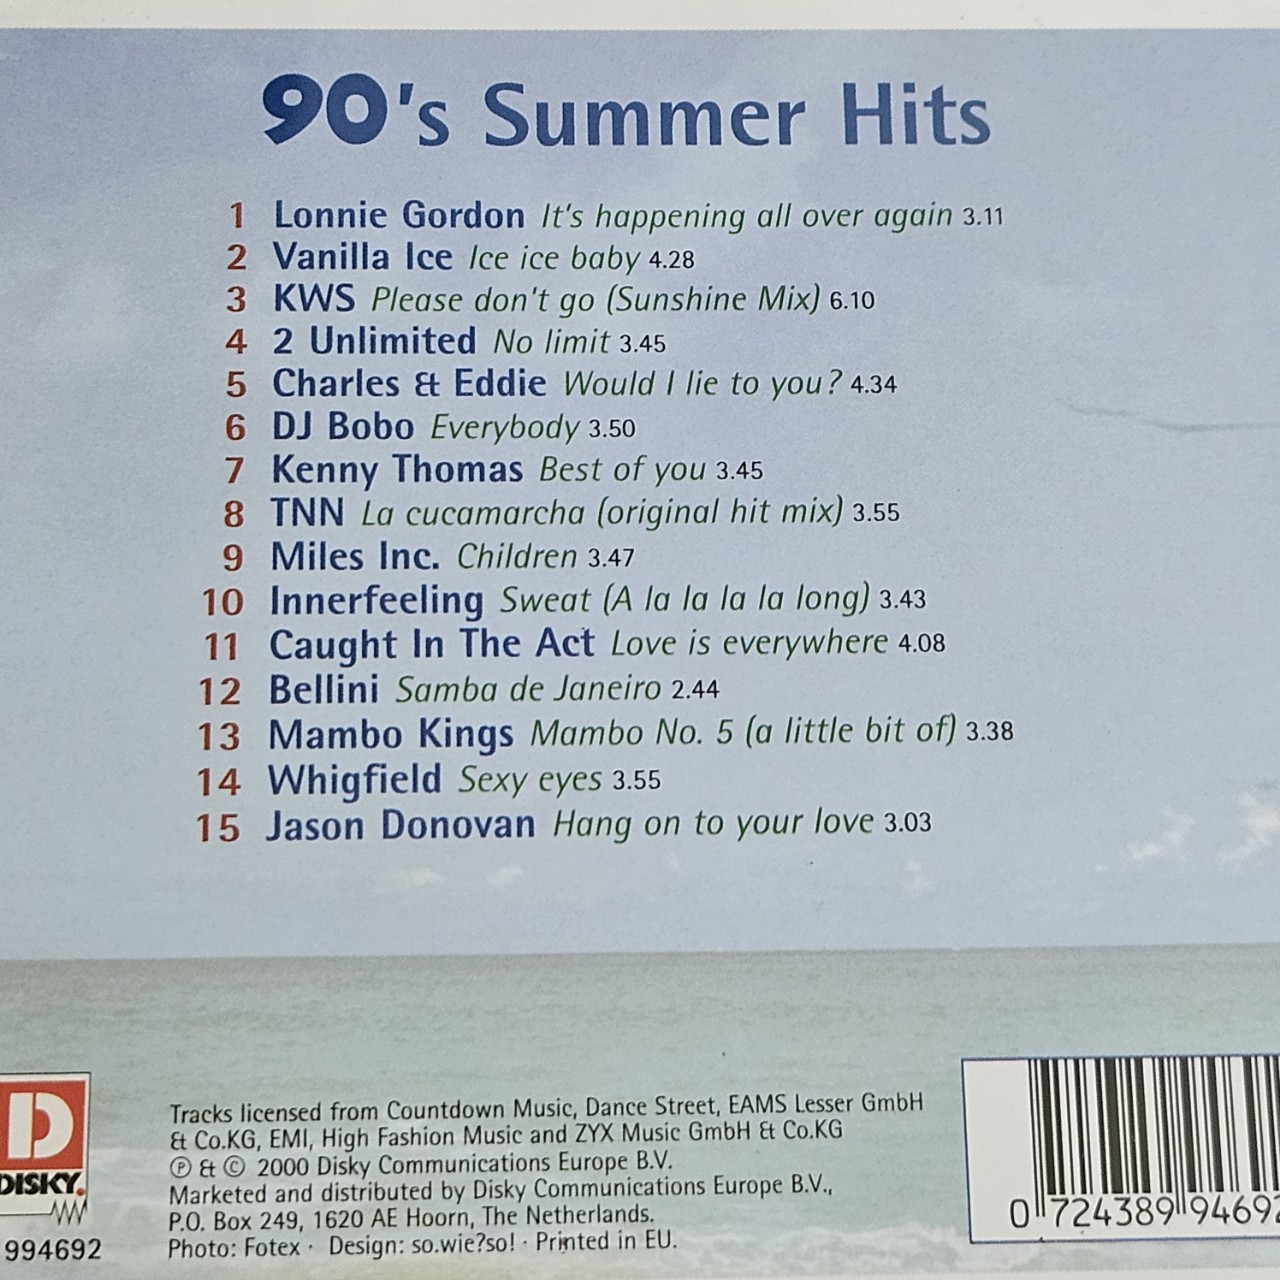 90's Summer Hits
1 Lonnie Gordon It's happening all over again 3.11
2 Vanilla Ice Ice ice baby 4.28
3 KWS Please don't go (Sunshine Mix) 6.10
4 2 Unlimited No limit 3.45
5 Charles & Eddie Would I lie to you? 4.34
6 DJ Bobo Everybody 3.50
7 Kenny Thomas Best of you 3.45
8 TNN La cucamarcha (original hit mix) 3.55
9 Miles Inc. Children 3.47
10 Innerfeeling Sweat (A la la la la long) 3.43
11 Caught In The Act Love is everywhere 4.08
12 Bellini Samba de Janeiro 2.44
13 Mambo Kings Mambo No. 5 (a little bit of) 3.38
14 Whigfield Sexy eyes 3.55
15 Jason Donovan Hang on to your love 3.03
D
DISKY.
994692
Tracks licensed from Countdown Music, Dance Street, EAMS Lesser GmbH
& Co.KG, EMI, High Fashion Music and ZYX Music GmbH & Co.KG
℗ & © 2000 Disky Communications Europe B.V.
Marketed and distributed by Disky Communications Europe B.V.,
P.O. Box 249, 1620 AE Hoorn, The Netherlands.
Photo: Fotex · Design: so.wie?so! · Printed in EU.
0 724389 94692